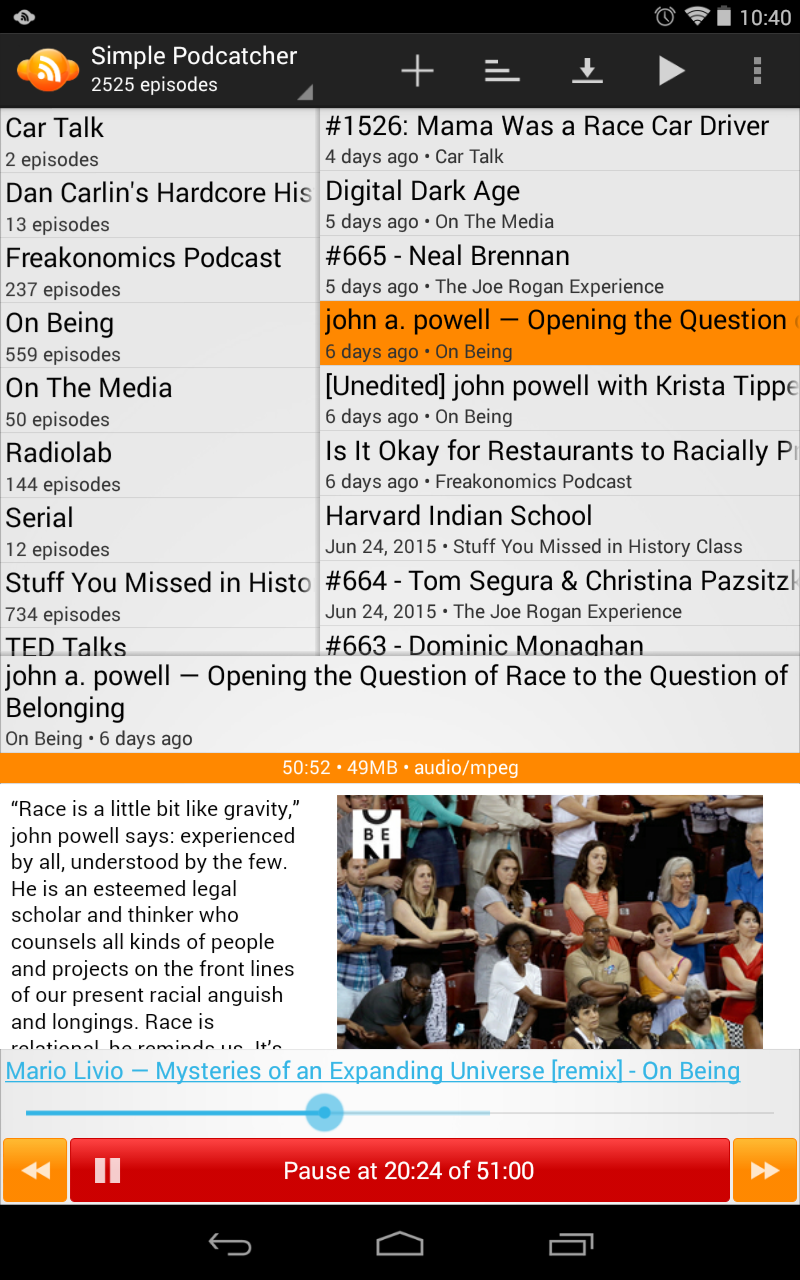 10:40
Simple Podcatcher
2525 episodes
Car Talk
2 episodes
Dan Carlin's Hardcore His
13 episodes
Freakonomics Podcast
237 episodes
On Being
559 episodes
On The Media
50 episodes
Radiolab
144 episodes
Serial
12 episodes
Stuff You Missed in Histo
734 episodes
TED Talks
#1526: Mama Was a Race Car Driver
4 days ago • Car Talk
Digital Dark Age
5 days ago • On The Media
#665 - Neal Brennan
5 days ago • The Joe Rogan Experience
john a. powell — Opening the Question
6 days ago • On Being
[Unedited] john powell with Krista Tippe
6 days ago • On Being
Is It Okay for Restaurants to Racially Pr
6 days ago • Freakonomics Podcast
Harvard Indian School
Jun 24, 2015 • Stuff You Missed in History Class
#664 - Tom Segura & Christina Pazsitzk
Jun 24, 2015 • The Joe Rogan Experience
#663 - Dominic Monaghan
john a. powell — Opening the Question of Race to the Question of
Belonging
On Being • 6 days ago
50:52 • 49MB • audio/mpeg
“Race is a little bit like gravity,”
john powell says: experienced
by all, understood by the few.
He is an esteemed legal
scholar and thinker who
counsels all kinds of people
and projects on the front lines
of our present racial anguish
and longings. Race is
relational, he reminds us. It’s
BE
Mario Livio — Mysteries of an Expanding Universe [remix] - On Being
Pause at 20:24 of 51:00